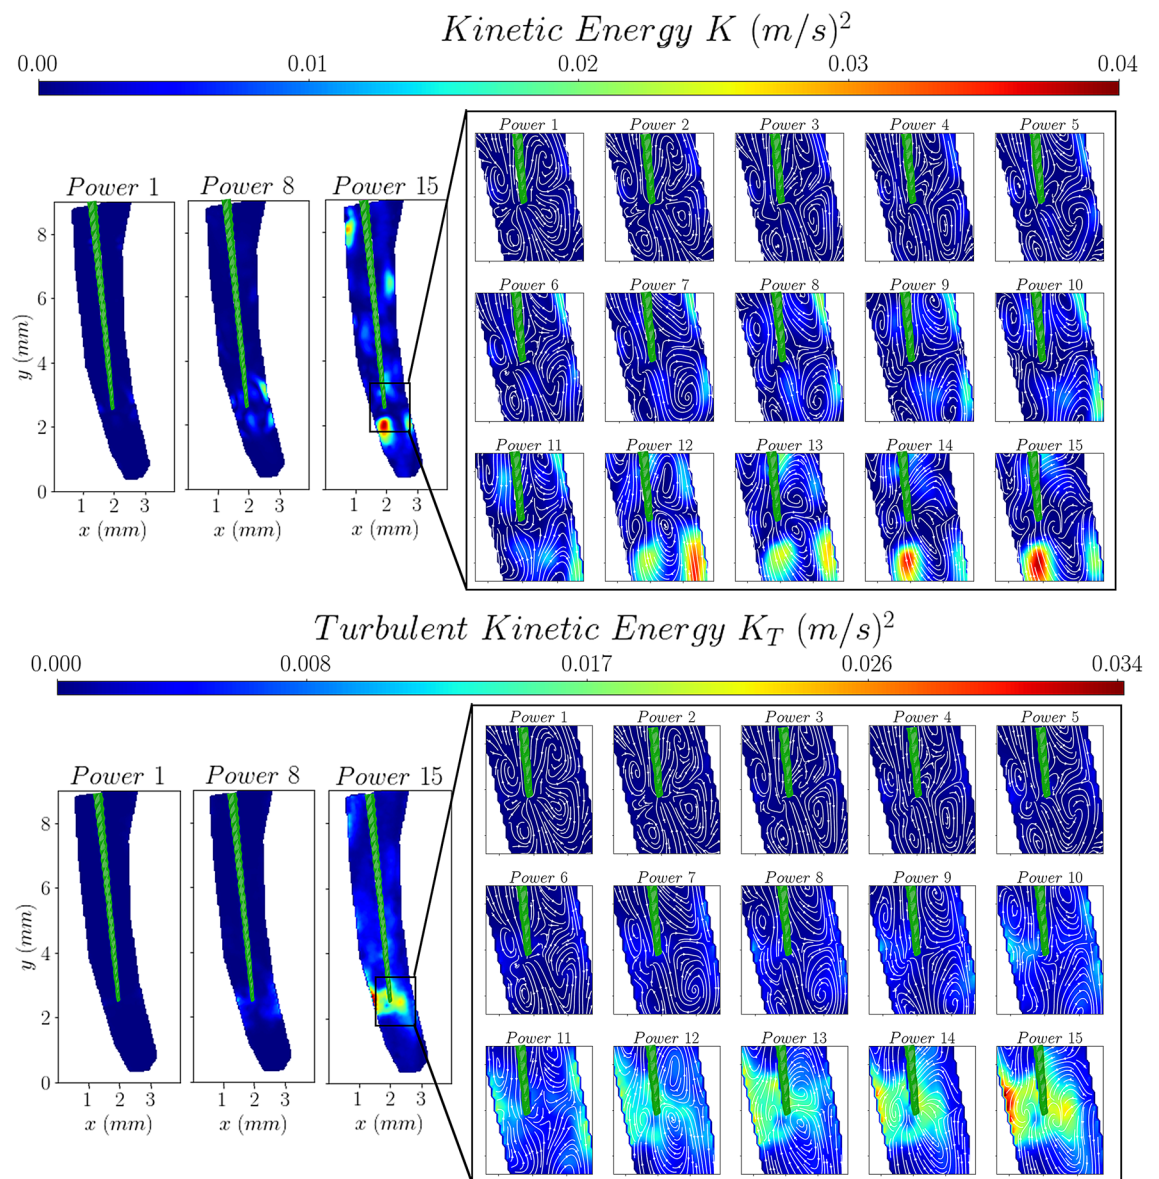 Kinetic Energy K (m/s)²
0.00 0.01 0.02 0.03 0.04
Power 1 Power 2 Power 3 Power 4 Power 5
Power 1 Power 8 Power 15
8
6
4
2
0
y (mm)
1 2 3 1 2 3 1 2 3
x (mm) x (mm) x (mm)
Power 6 Power 7 Power 8 Power 9 Power 10
Power 11 Power 12 Power 13 Power 14 Power 15
Turbulent Kinetic Energy K_T (m/s)²
0.000 0.008 0.017 0.026 0.034
Power 1 Power 2 Power 3 Power 4 Power 5
Power 1 Power 8 Power 15
8
6
4
2
0
y (mm)
1 2 3 1 2 3 1 2 3
x (mm) x (mm) x (mm)
Power 6 Power 7 Power 8 Power 9 Power 10
Power 11 Power 12 Power 13 Power 14 Power 15